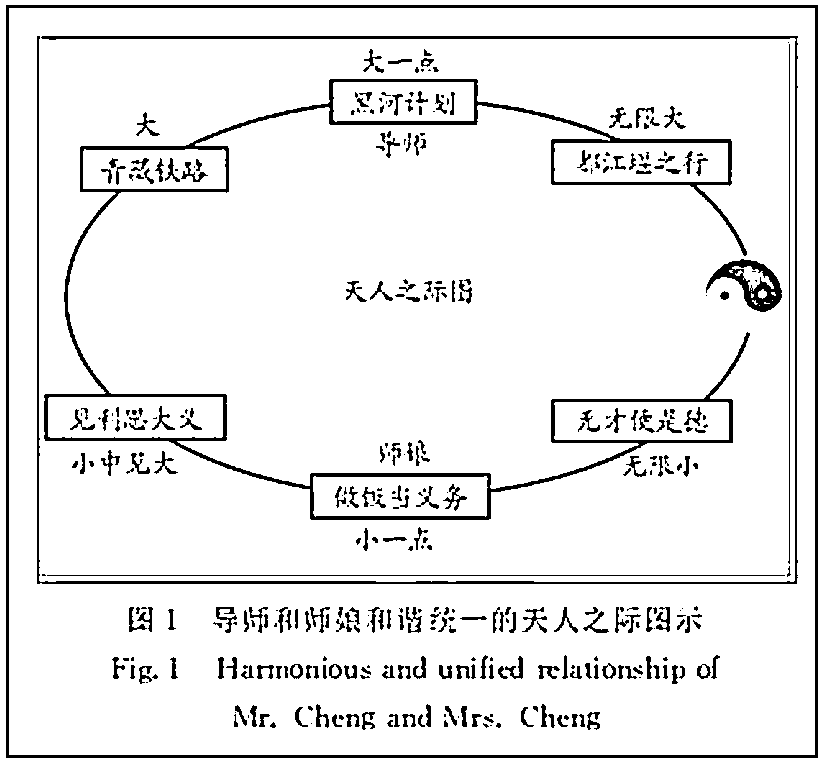 大一点
黑河计划
导师
大
青藏铁路
无限大
都江堰之行
天人之际图
见利思大义
小中见大
师娘
做饭当义务
小一点
无才便是德
无限小
图1 导师和师娘和谐统一的天人之际图示
Fig. 1 Harmonious and unified relationship of
Mr. Cheng and Mrs. Cheng